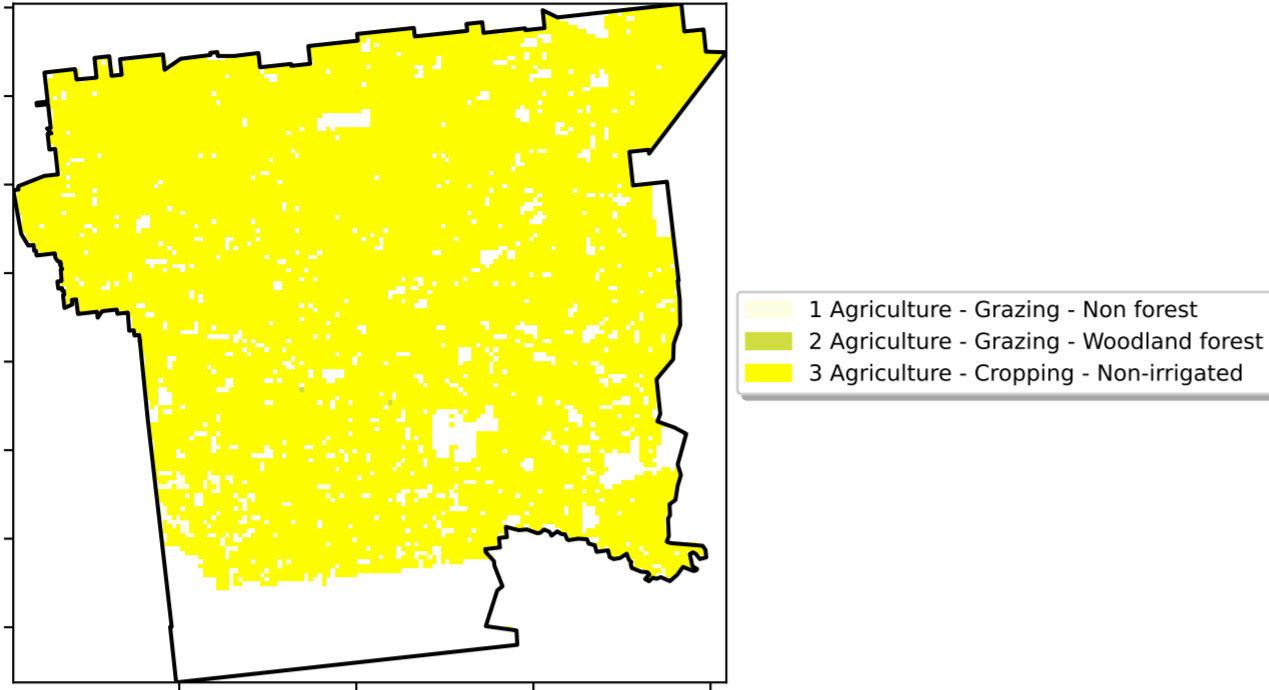 1 Agriculture - Grazing - Non forest
2 Agriculture - Grazing - Woodland forest
3 Agriculture - Cropping - Non-irrigated